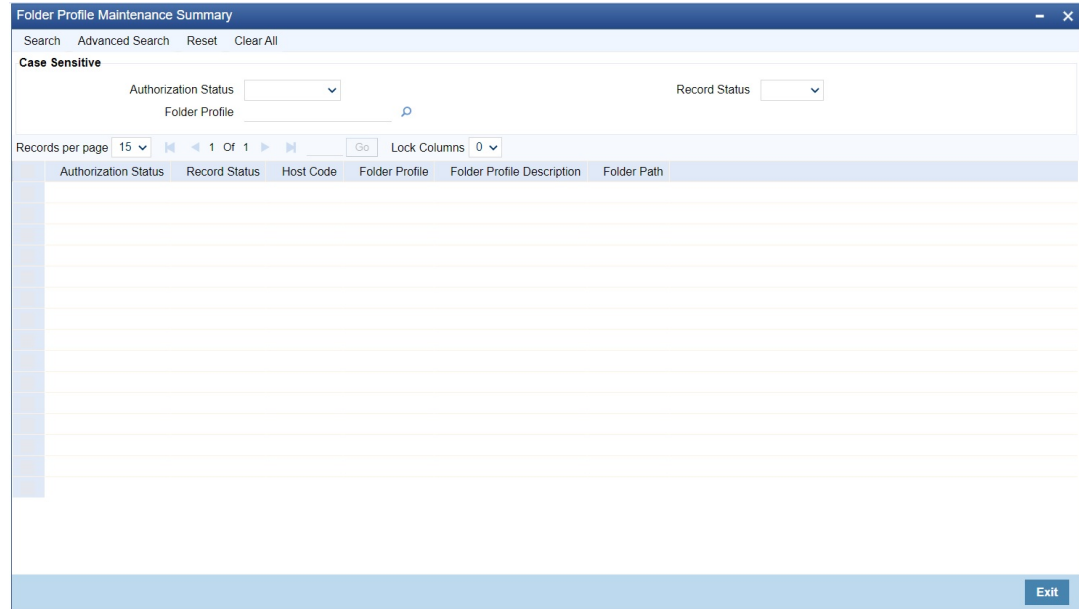 Folder Profile Maintenance Summary
Search Advanced Search Reset Clear All
Case Sensitive
Authorization Status Record Status
Folder Profile
Records per page 15 1 Of 1 Go Lock Columns 0
Authorization Status Record Status Host Code Folder Profile Folder Profile Description Folder Path
Exit